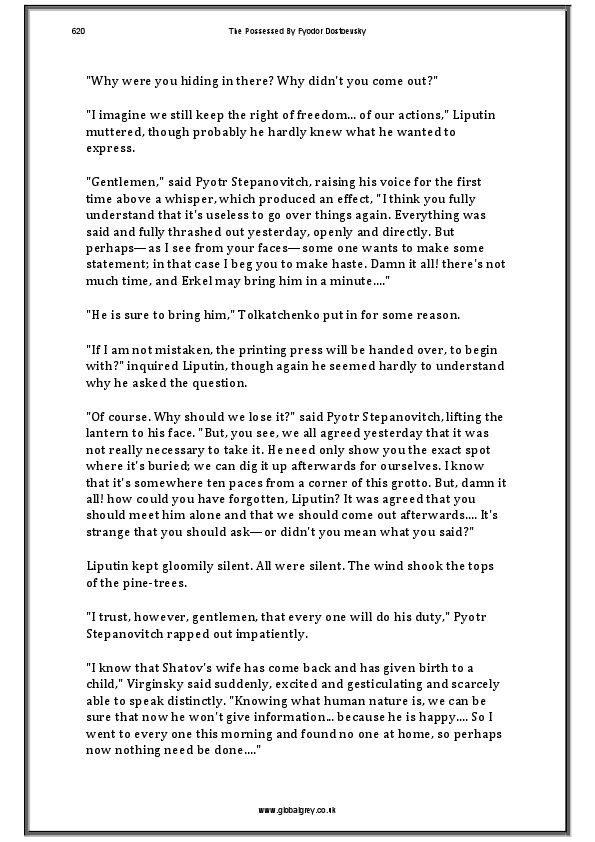 620
The Possessed By Fyodor Dostoevsky
"Why were you hiding in there? Why didn't you come out?"
"I imagine we still keep the right of freedom... of our actions," Liputin
muttered, though probably he hardly knew what he wanted to
express.
"Gentlemen," said Pyotr Stepanovitch, raising his voice for the first
time above a whisper, which produced an effect, "I think you fully
understand that it's useless to go over things again. Everything was
said and fully thrashed out yesterday, openly and directly. But
perhaps—as I see from your faces—some one wants to make some
statement; in that case I beg you to make haste. Damn it all! there's not
much time, and Erkel may bring him in a minute...."
"He is sure to bring him," Tolkatchenko put in for some reason.
"If I am not mistaken, the printing press will be handed over, to begin
with?" inquired Liputin, though again he seemed hardly to understand
why he asked the question.
"Of course. Why should we lose it?" said Pyotr Stepanovitch, lifting the
lantern to his face. "But, you see, we all agreed yesterday that it was
not really necessary to take it. He need only show you the exact spot
where it's buried; we can dig it up afterwards for ourselves. I know
that it's somewhere ten paces from a corner of this grotto. But, damn it
all! how could you have forgotten, Liputin? It was agreed that you
should meet him alone and that we should come out afterwards.... It's
strange that you should ask—or didn't you mean what you said?"
Liputin kept gloomily silent. All were silent. The wind shook the tops
of the pine-trees.
"I trust, however, gentlemen, that every one will do his duty," Pyotr
Stepanovitch rapped out impatiently.
"I know that Shatov's wife has come back and has given birth to a
child," Virginsky said suddenly, excited and gesticulating and scarcely
able to speak distinctly. "Knowing what human nature is, we can be
sure that now he won't give information... because he is happy.... So I
went to every one this morning and found no one at home, so perhaps
now nothing need be done...."
www.globalgrey.co.uk